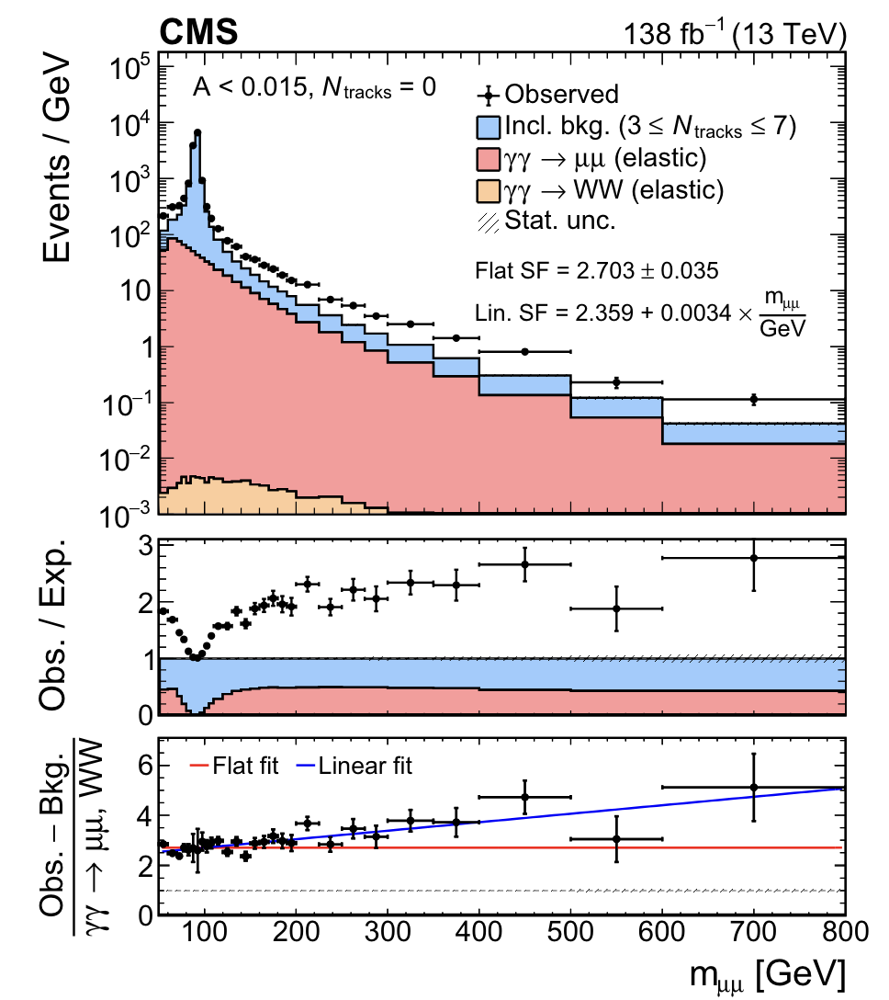 CMS
138 fb⁻¹ (13 TeV)
Events / GeV
10⁵
10⁴
10³
10²
10
1
10⁻¹
10⁻²
10⁻³
A < 0.015, N_tracks = 0
Observed
Incl. bkg. (3 ≤ N_tracks ≤ 7)
γγ → μμ (elastic)
γγ → WW (elastic)
Stat. unc.
Flat SF = 2.703 ± 0.035
Lin. SF = 2.359 + 0.0034 × m_μμ / GeV
Obs. / Exp.
3
2
1
0
Obs. − Bkg.
γγ → μμ, WW
6
4
2
0
Flat fit
Linear fit
100 200 300 400 500 600 700 800
m_μμ [GeV]